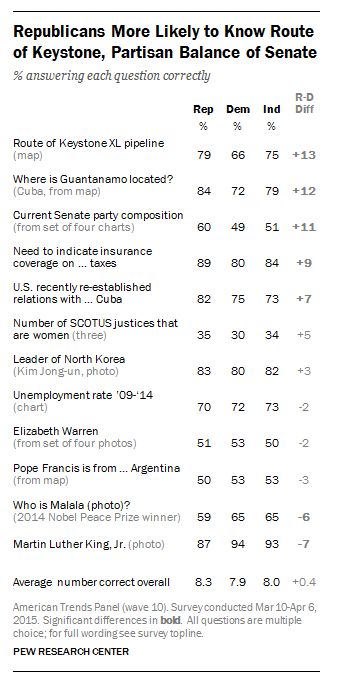 Republicans More Likely to Know Route
of Keystone, Partisan Balance of Senate
% answering each question correctly
R-D
Rep Dem Ind Diff
% % %
Route of Keystone XL pipeline
(map) 79 66 75 +13
Where is Guantanamo located?
(Cuba, from map) 84 72 79 +12
Current Senate party composition
(from set of four charts) 60 49 51 +11
Need to indicate insurance
coverage on ... taxes 89 80 84 +9
U.S. recently re-established
relations with ... Cuba 82 75 73 +7
Number of SCOTUS justices that
are women (three) 35 30 34 +5
Leader of North Korea
(Kim Jong-un, photo) 83 80 82 +3
Unemployment rate '09-'14
(chart) 70 72 73 -2
Elizabeth Warren
(from set of four photos) 51 53 50 -2
Pope Francis is from ... Argentina
(from map) 50 53 53 -3
Who is Malala (photo)?
(2014 Nobel Peace Prize winner) 59 65 65 -6
Martin Luther King, Jr. (photo) 87 94 93 -7
Average number correct overall 8.3 7.9 8.0 +0.4
American Trends Panel (wave 10). Survey conducted Mar 10-Apr 6,
2015. Significant differences in bold. All questions are multiple
choice; for full wording see survey topline.
PEW RESEARCH CENTER